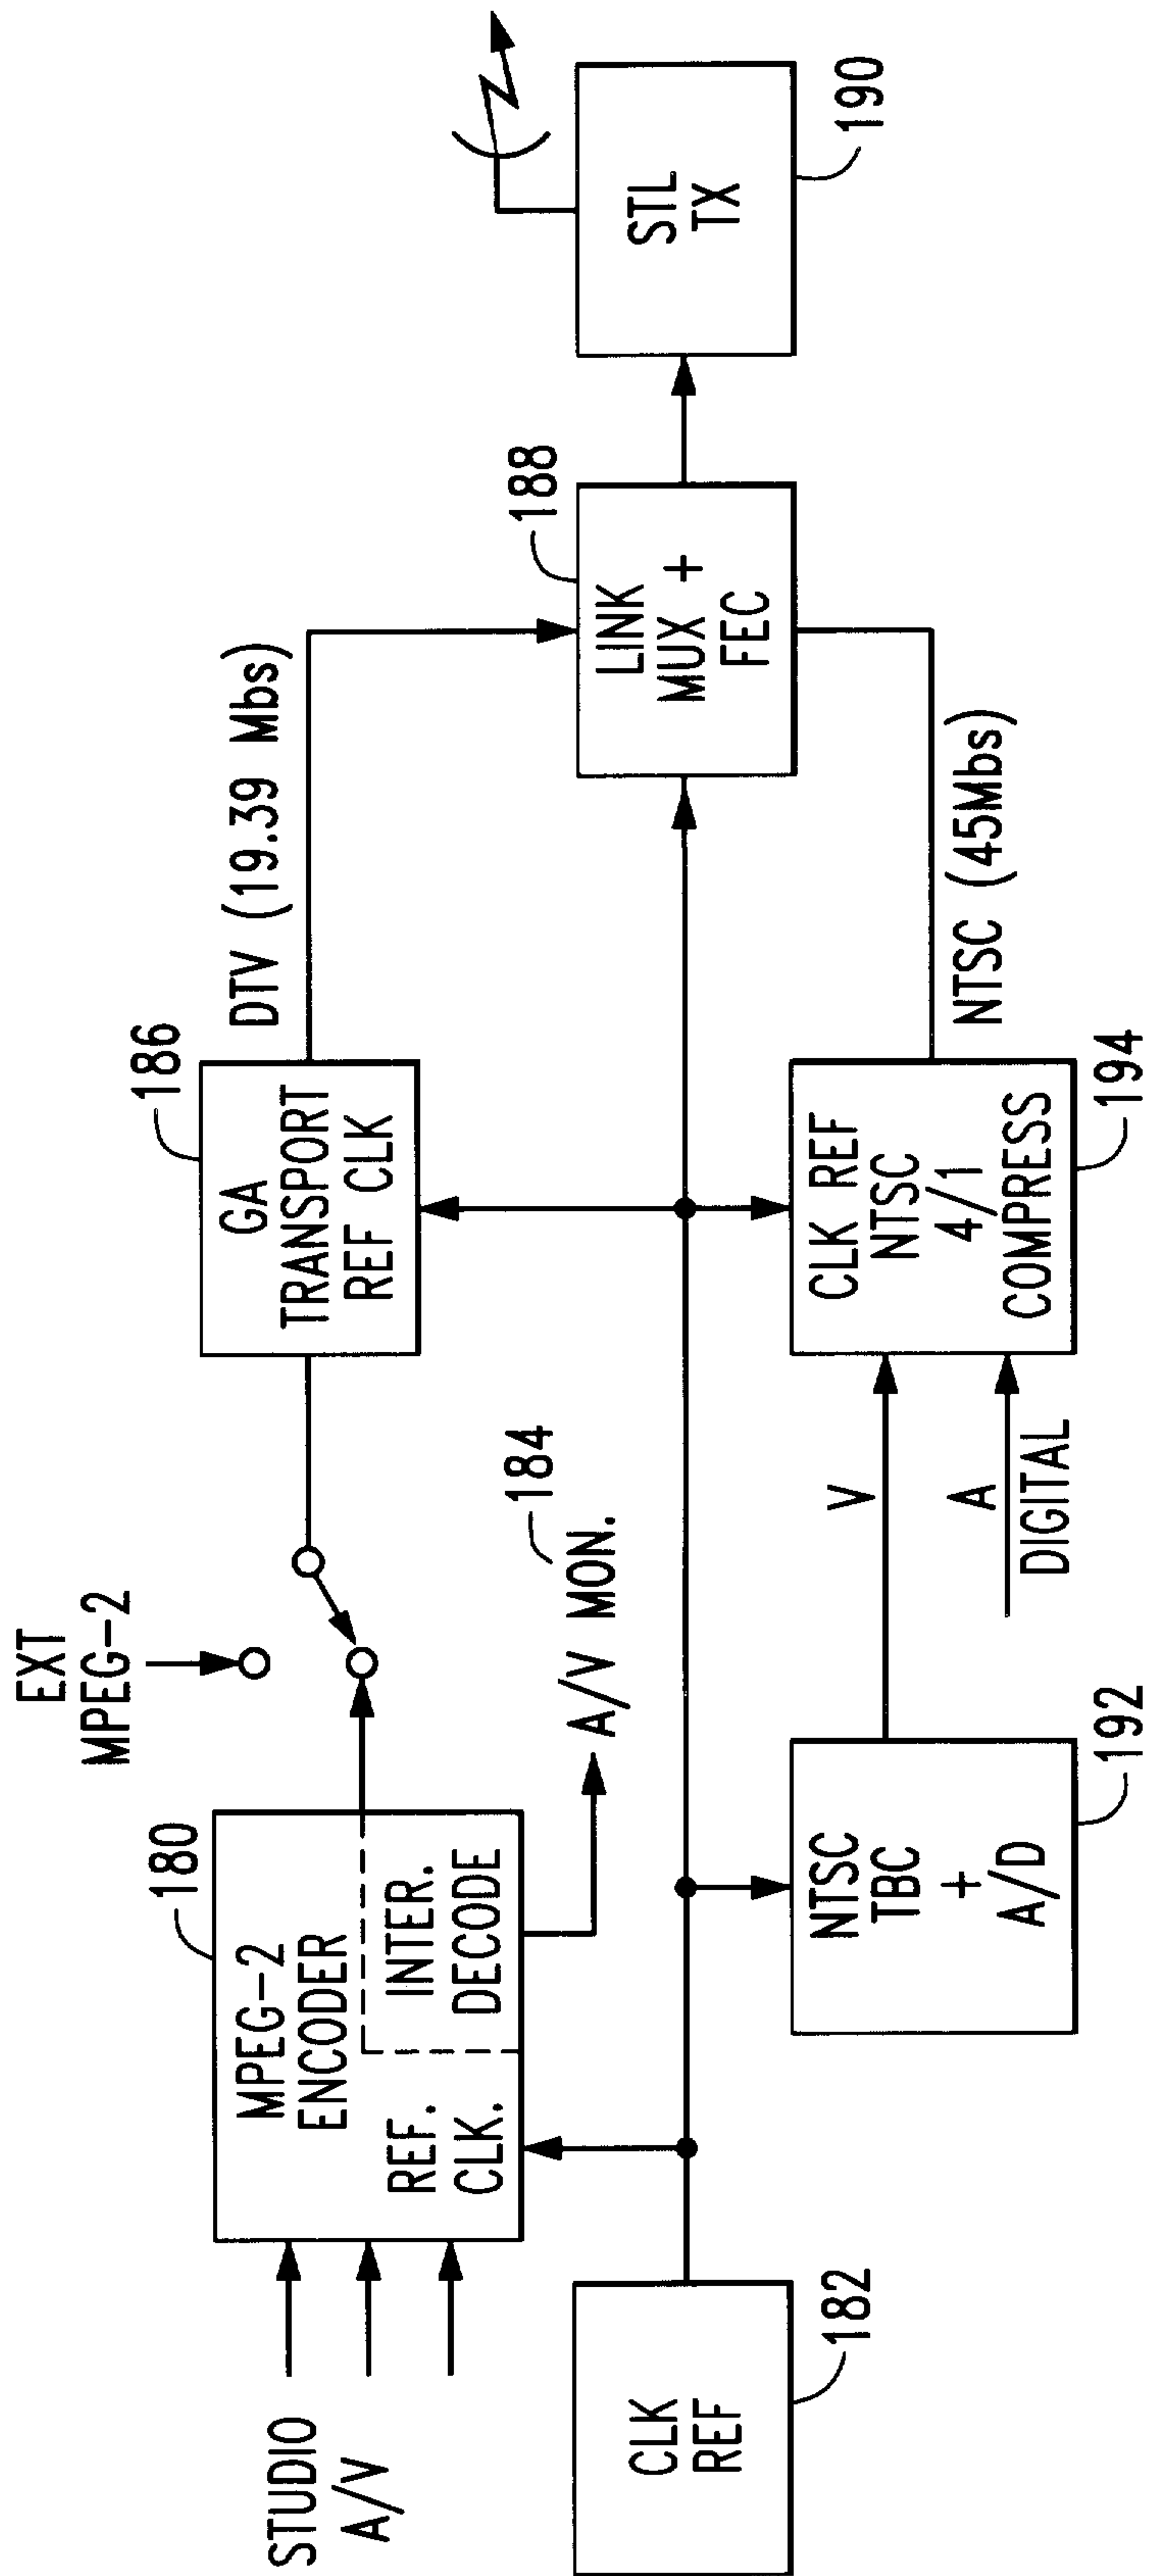 STUDIO
A/V
180
MPEG-2
ENCODER
REF.
CLK.
INTER.
DECODE
EXT
MPEG-2
184
A/V MON.
186
GA
TRANSPORT
REF CLK
DTV (19.39 Mbs)
188
LINK
MUX +
FEC
STL
TX
190
CLK
REF
182
NTSC
TBC
+
A/D
192
V
A
DIGITAL
CLK REF
NTSC
4/1
COMPRESS
194
NTSC (45Mbs)